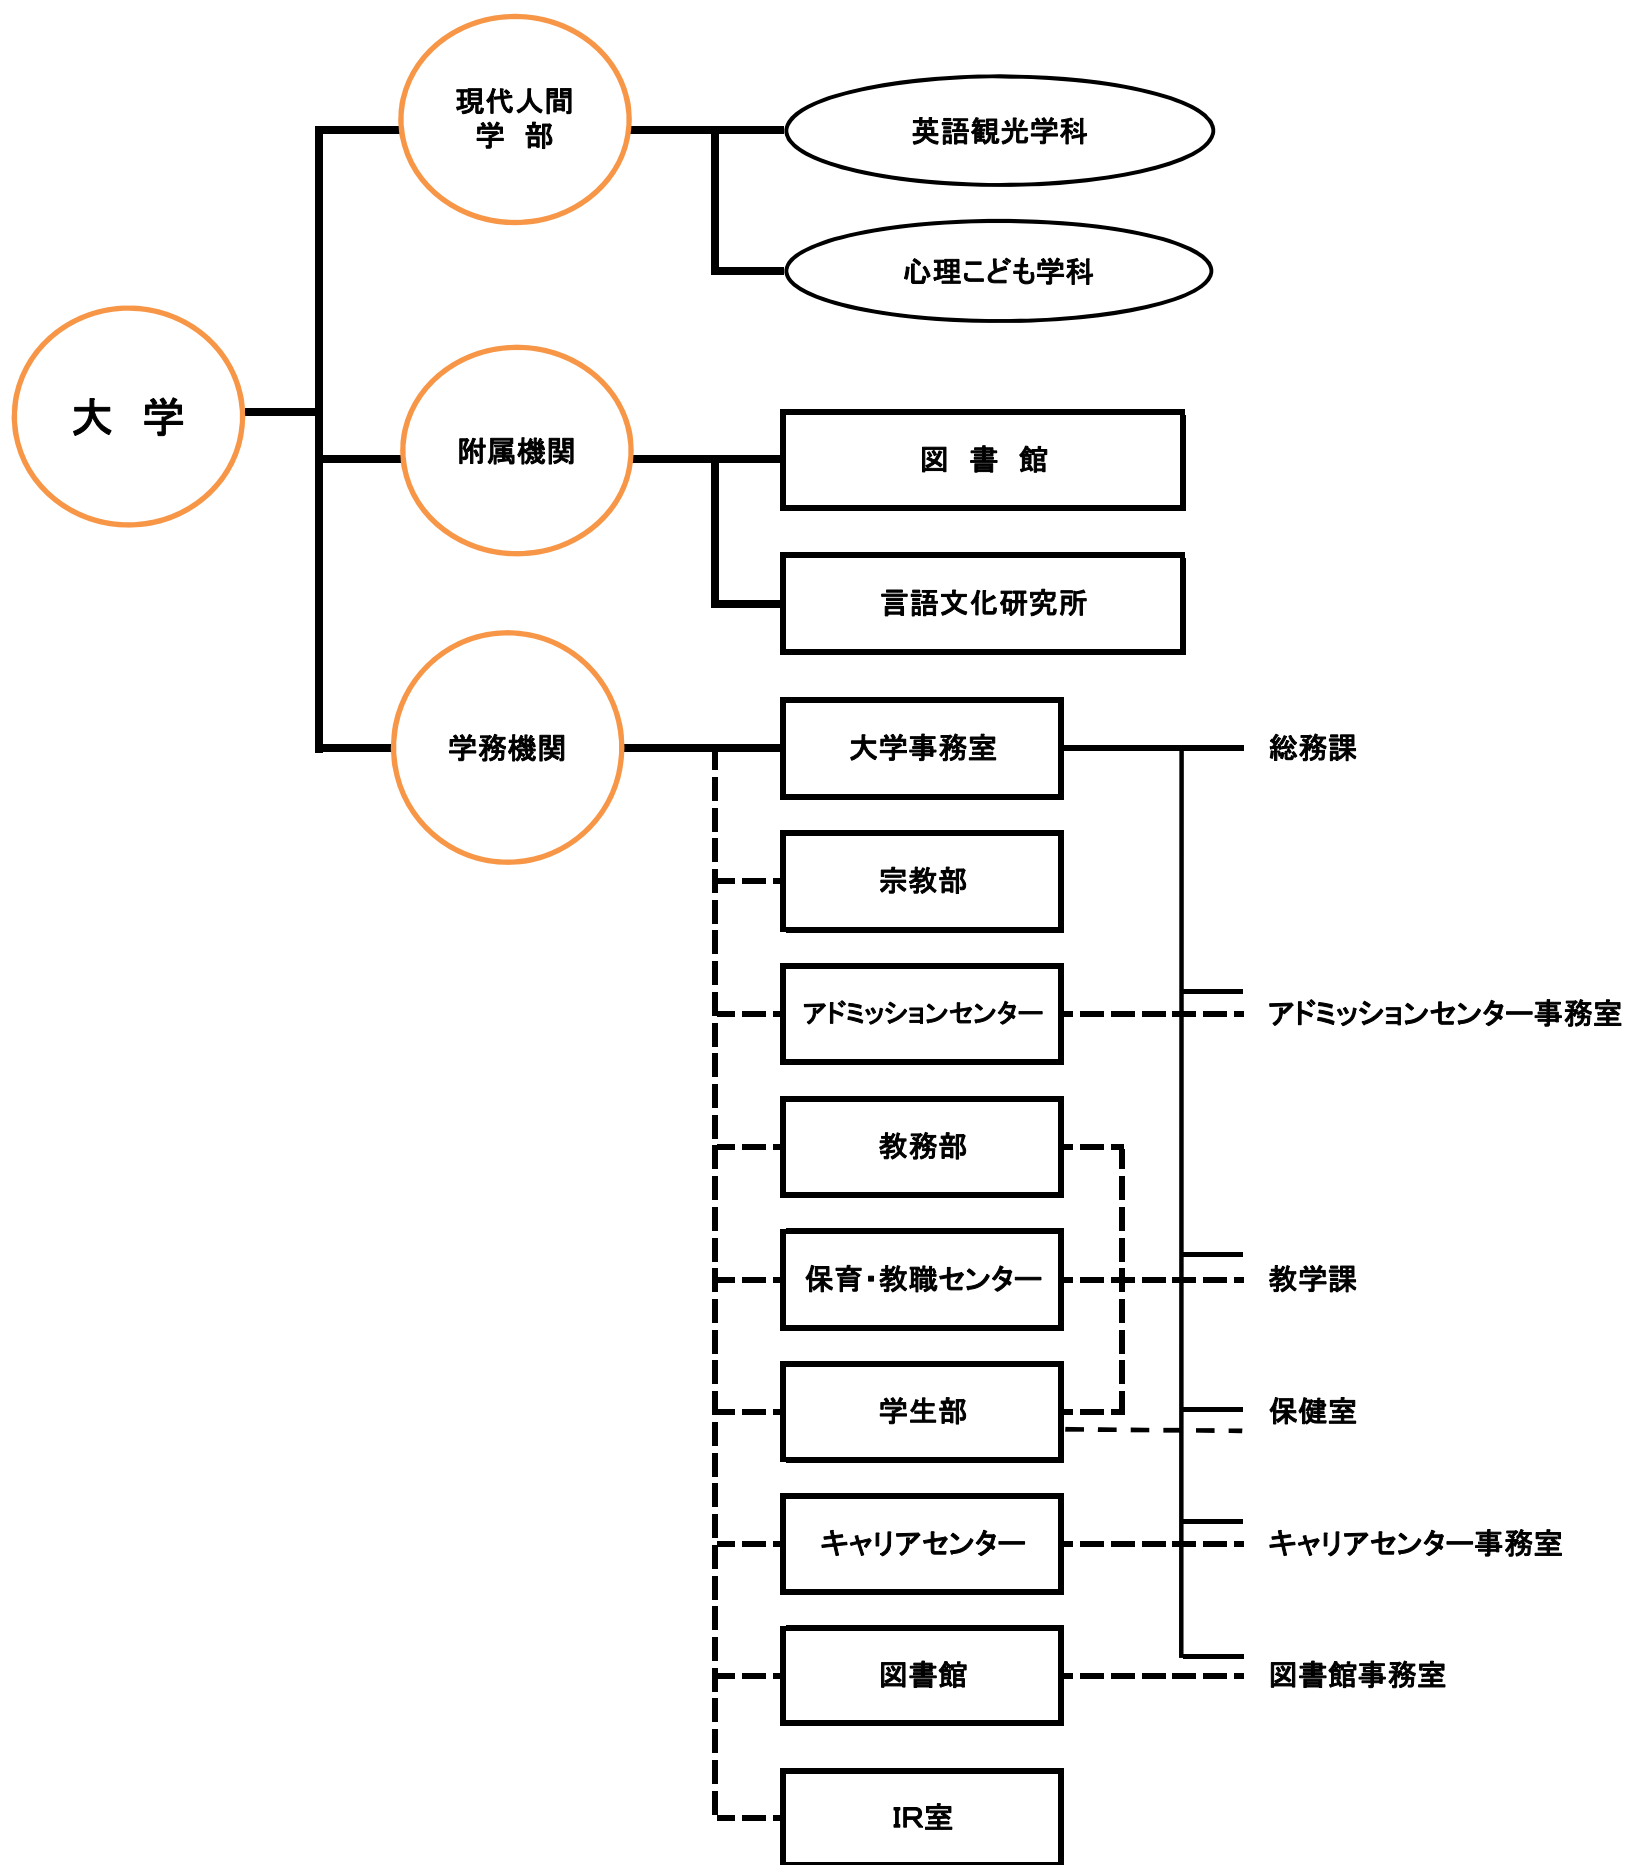 現代人間
学　部
英語観光学科
心理こども学科
大　学
附属機関
図　書　館
言語文化研究所
学務機関
大学事務室
総務課
宗教部
アドミッションセンター
アドミッションセンター事務室
教務部
保育・教職センター
教学課
学生部
保健室
キャリアセンター
キャリアセンター事務室
図書館
図書館事務室
IR室